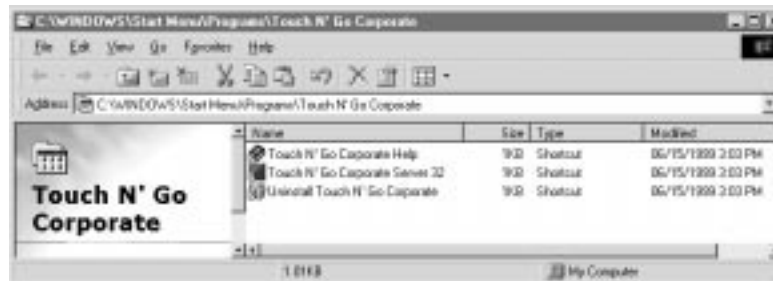 C:\WINDOWS\Start Menu\Programs\Touch N' Go Corporate
File Edit View Go Favorites Help
Address C:\WINDOWS\Start Menu\Programs\Touch N' Go Corporate
Name Size Type Modified
Touch N' Go Corporate Help 1KB Shortcut 06/15/1999 3:03 PM
Touch N' Go Corporate Server 32 1KB Shortcut 06/15/1999 3:03 PM
Uninstall Touch N' Go Corporate 1KB Shortcut 06/15/1999 3:03 PM
Touch N' Go
Corporate
1.01KB My Computer